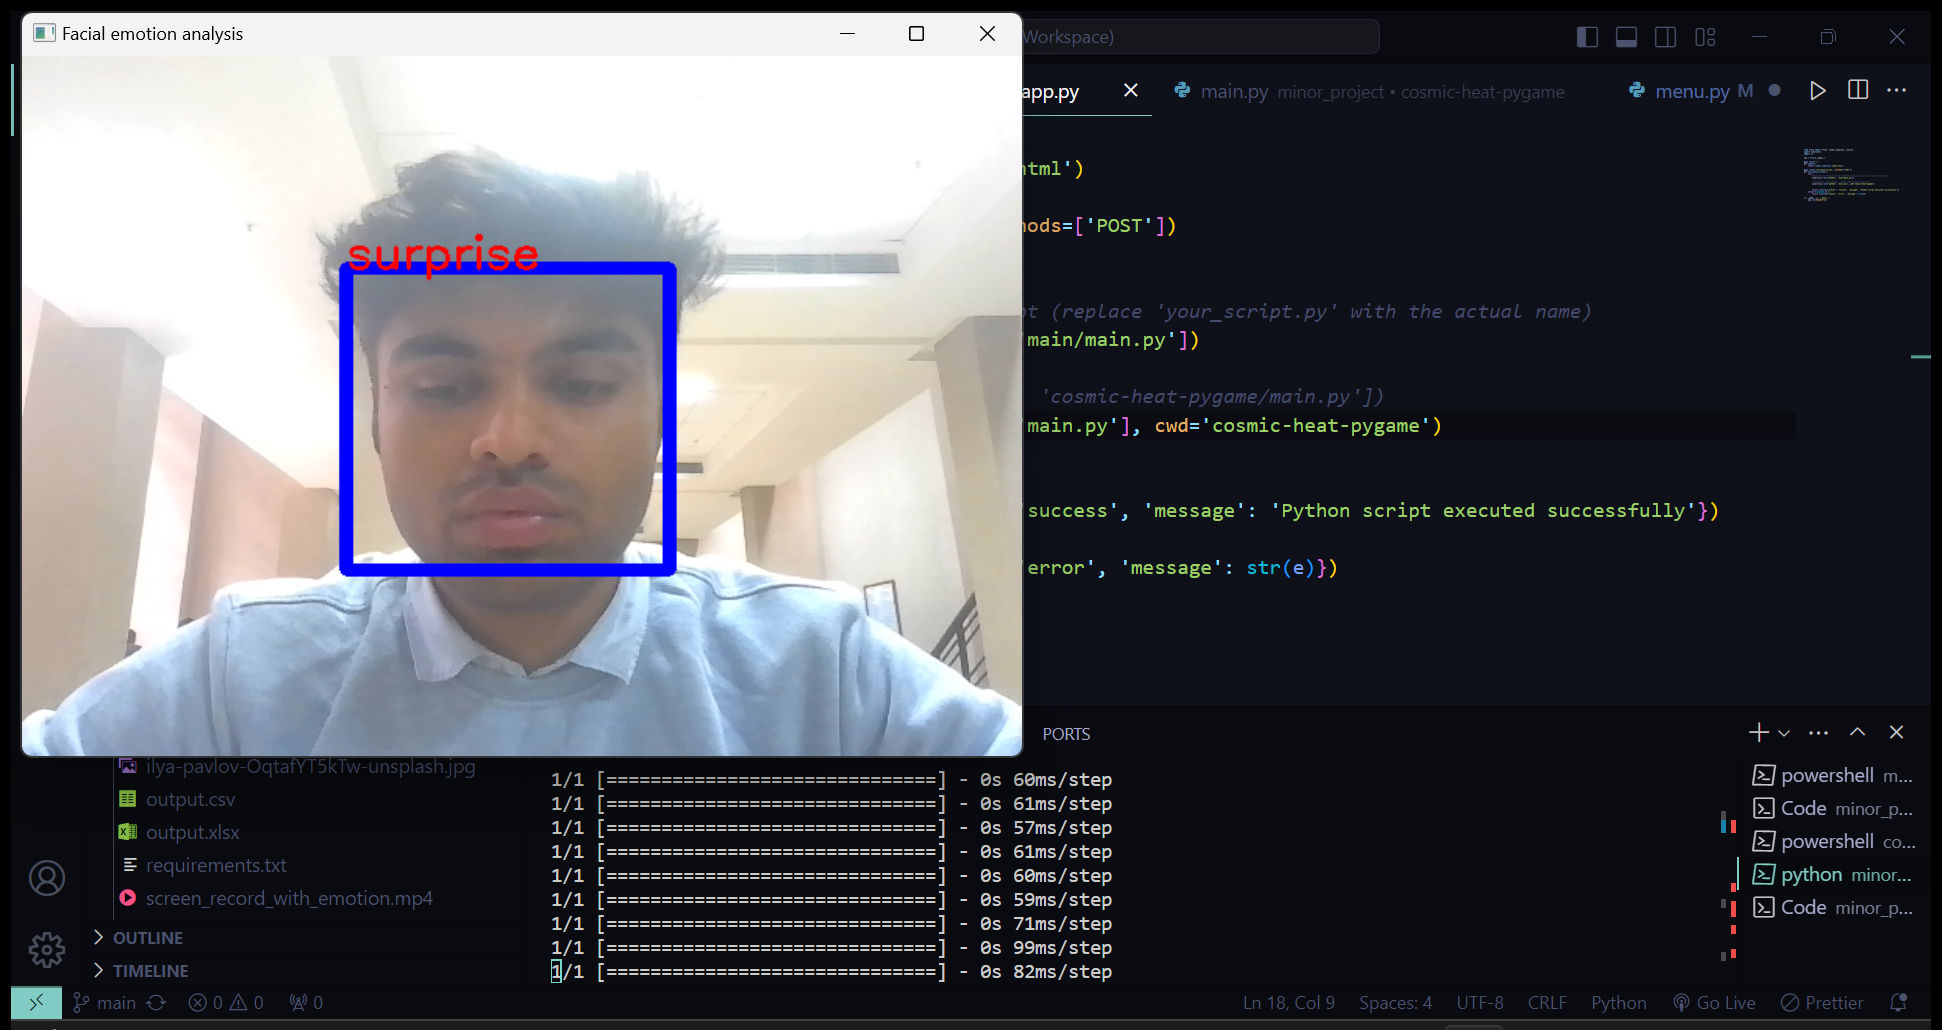 Facial emotion analysis
Workspace)
app.py
main.py minor_project • cosmic-heat-pygame
menu.py M
surprise
html')
hods=['POST'])
pt (replace 'your_script.py' with the actual name)
'main/main.py'])
'cosmic-heat-pygame/main.py'])
main.py'], cwd='cosmic-heat-pygame')
success', 'message': 'Python script executed successfully'})
error', 'message': str(e)})
PORTS
ilya-pavlov-OqtafYT5kTw-unsplash.jpg
output.csv
output.xlsx
requirements.txt
screen_record_with_emotion.mp4
OUTLINE
TIMELINE
1/1 [==============================] - 0s 60ms/step
1/1 [==============================] - 0s 61ms/step
1/1 [==============================] - 0s 57ms/step
1/1 [==============================] - 0s 61ms/step
1/1 [==============================] - 0s 60ms/step
1/1 [==============================] - 0s 59ms/step
1/1 [==============================] - 0s 71ms/step
1/1 [==============================] - 0s 99ms/step
1/1 [==============================] - 0s 82ms/step
powershell m...
Code minor_p...
powershell co...
python minor...
Code minor_p...
main 0 0 0
Ln 18, Col 9 Spaces: 4 UTF-8 CRLF Python Go Live Prettier